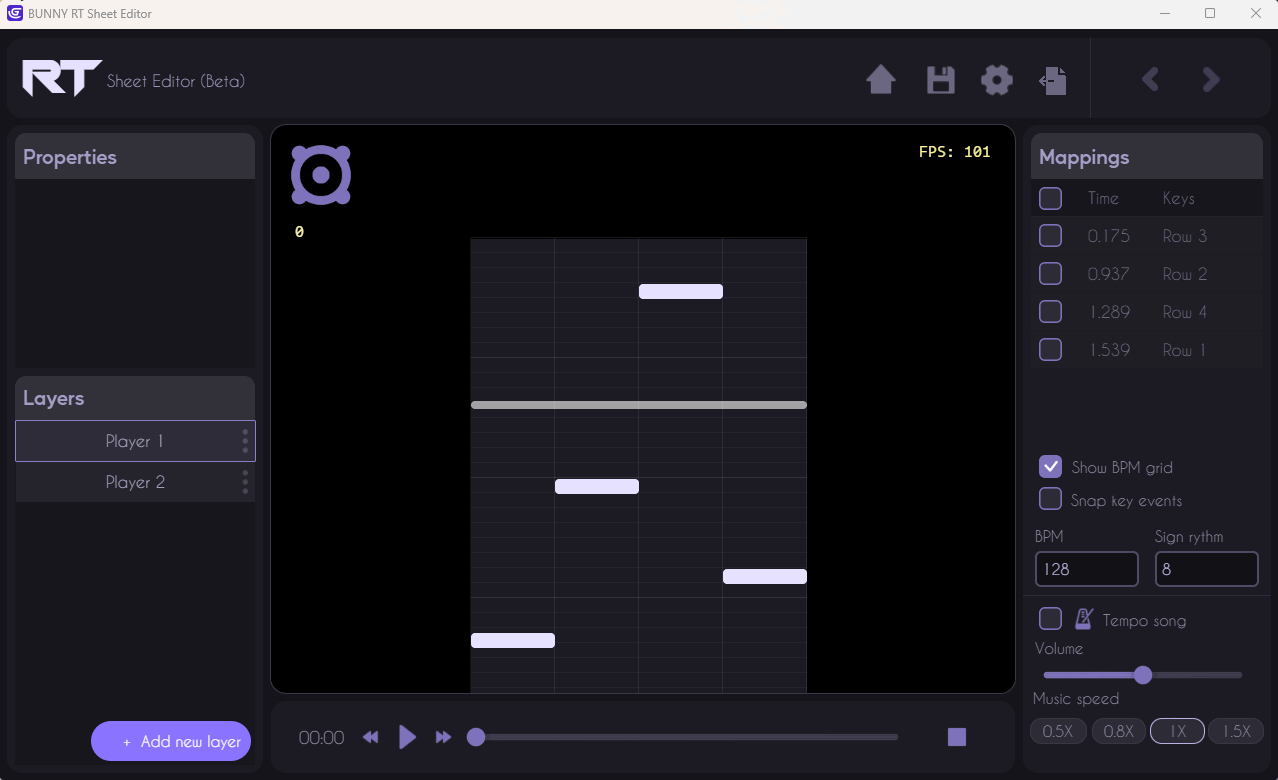 BUNNY RT Sheet Editor
RT Sheet Editor (Beta)
Properties
Layers
Player 1
Player 2
+ Add new layer
FPS: 101
0
00:00
Mappings
Time Keys
0.175 Row 3
0.937 Row 2
1.289 Row 4
1.539 Row 1
Show BPM grid
Snap key events
BPM Sign rythm
128 8
Tempo song
Volume
Music speed
0.5X 0.8X 1X 1.5X